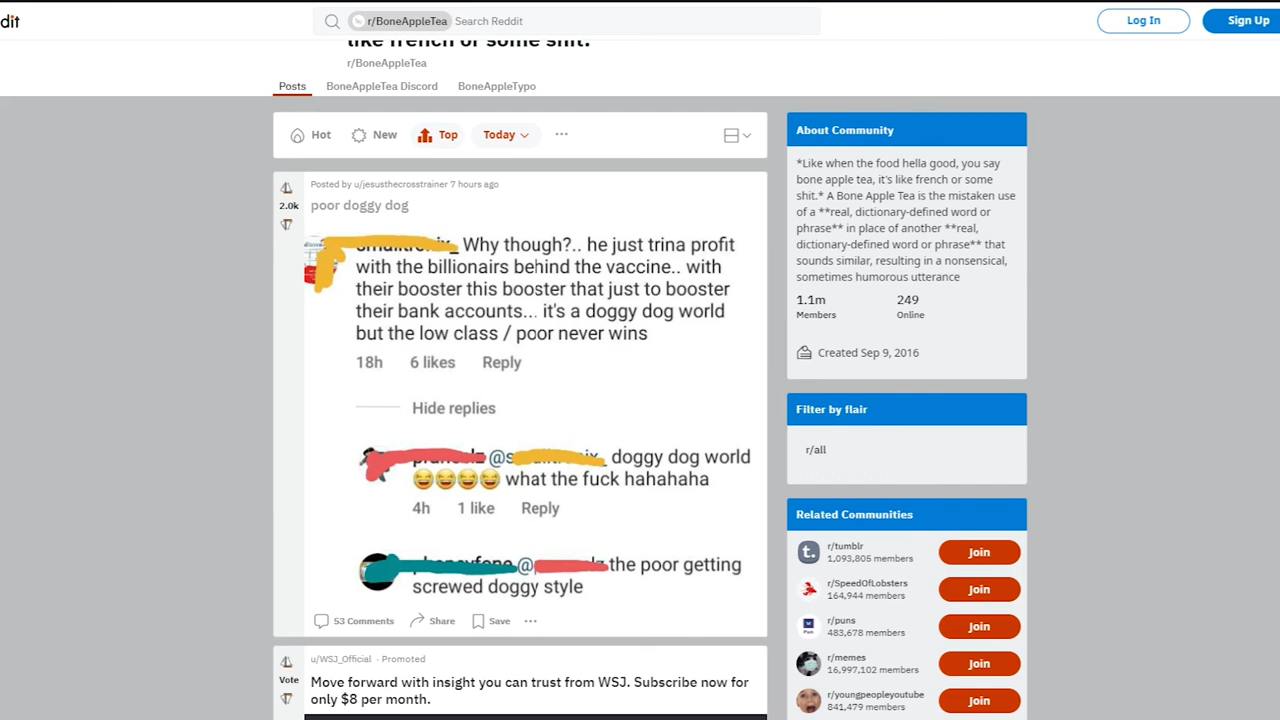 dit
r/BoneAppleTea Search Reddit
Log In
Sign Up
like french or some shit.
r/BoneAppleTea
Posts
BoneAppleTea Discord
BoneAppleTypo
Hot
New
Top
Today
...
2.0k
Posted by u/jesusthecrosstrainer 7 hours ago
poor doggy dog
Why though?.. he just trina profit
with the billionairs behind the vaccine.. with
their booster this booster that just to booster
their bank accounts... it's a doggy dog world
but the low class / poor never wins
18h 6 likes Reply
Hide replies
doggy dog world
what the fuck hahahaha
4h 1 like Reply
the poor getting
screwed doggy style
53 Comments
Share
Save
...
u/WSJ_Official · Promoted
Vote
Move forward with insight you can trust from WSJ. Subscribe now for
only $8 per month.
About Community
*Like when the food hella good, you say
bone apple tea, it's like french or some
shit.* A Bone Apple Tea is the mistaken use
of a **real, dictionary-defined word or
phrase** in place of another **real,
dictionary-defined word or phrase** that
sounds similar, resulting in a nonsensical,
sometimes humorous utterance
1.1m
Members
249
Online
Created Sep 9, 2016
Filter by flair
r/all
Related Communities
r/tumblr
1,093,805 members
Join
r/SpeedOfLobsters
164,944 members
Join
r/puns
483,678 members
Join
r/memes
16,997,102 members
Join
r/youngpeopleyoutube
841,479 members
Join